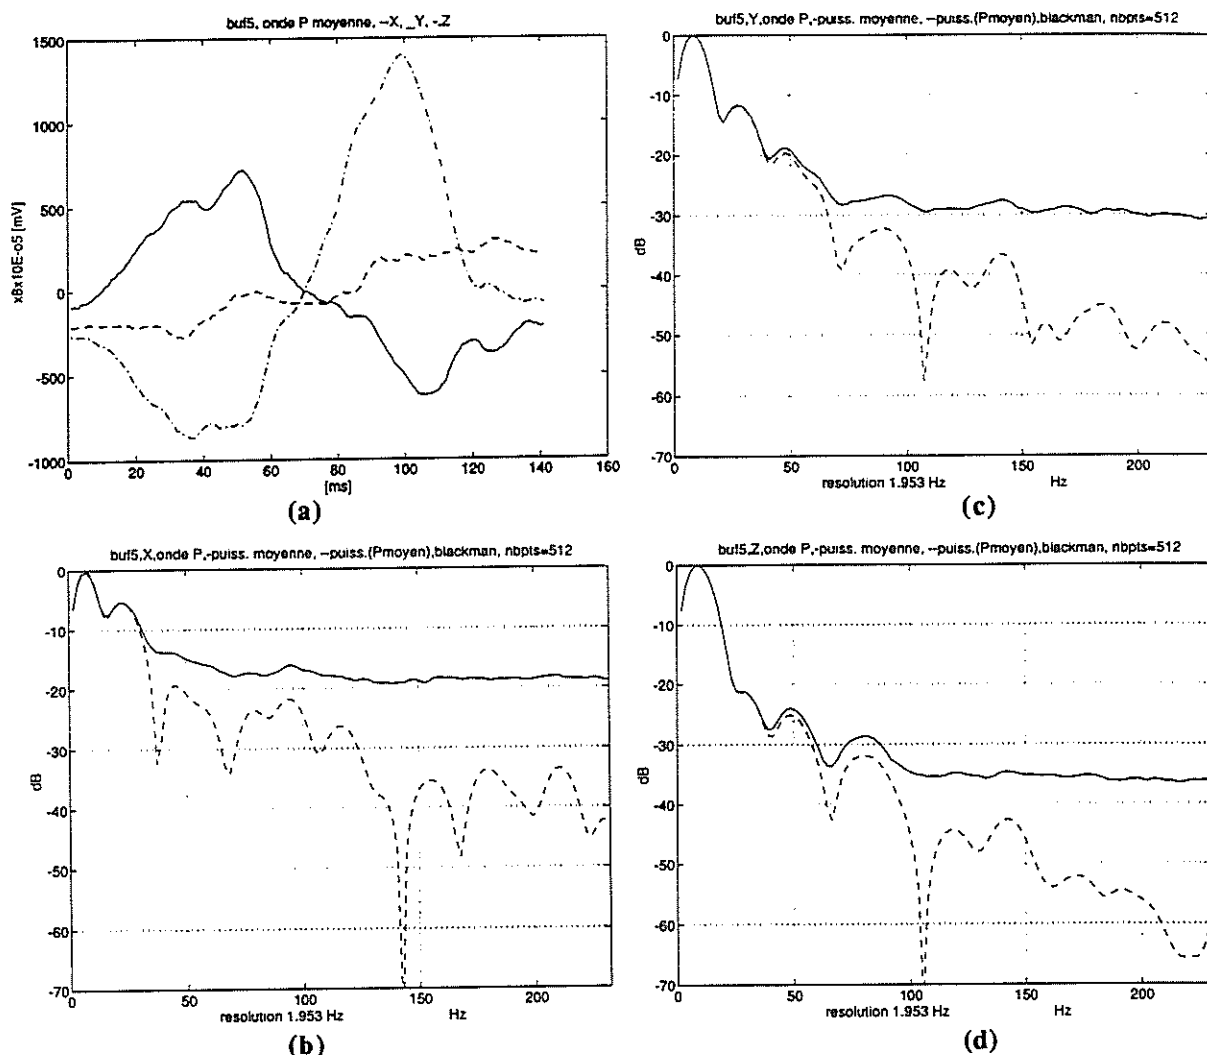 buf5, onde P moyenne, --X, _Y, -.Z
1500
1000
500
0
-500
-1000
x8x10E-o5 [mV]
0 20 40 60 80 100 120 140 160
[ms]
(a)
buf5,Y,onde P,-puiss. moyenne, --puiss.(Pmoyen),blackman, nbpts=512
0
-10
-20
-30
-40
-50
-60
-70
dB
0 50 100 150 200
resolution 1.953 Hz Hz
(c)
buf5,X,onde P,-puiss. moyenne, --puiss.(Pmoyen),blackman, nbpts=512
0
-10
-20
-30
-40
-50
-60
-70
dB
0 50 100 150 200
resolution 1.953 Hz Hz
(b)
buf5,Z,onde P,-puiss. moyenne, --puiss.(Pmoyen),blackman, nbpts=512
0
-10
-20
-30
-40
-50
-60
-70
dB
0 50 100 150 200
resolution 1.953 Hz Hz
(d)